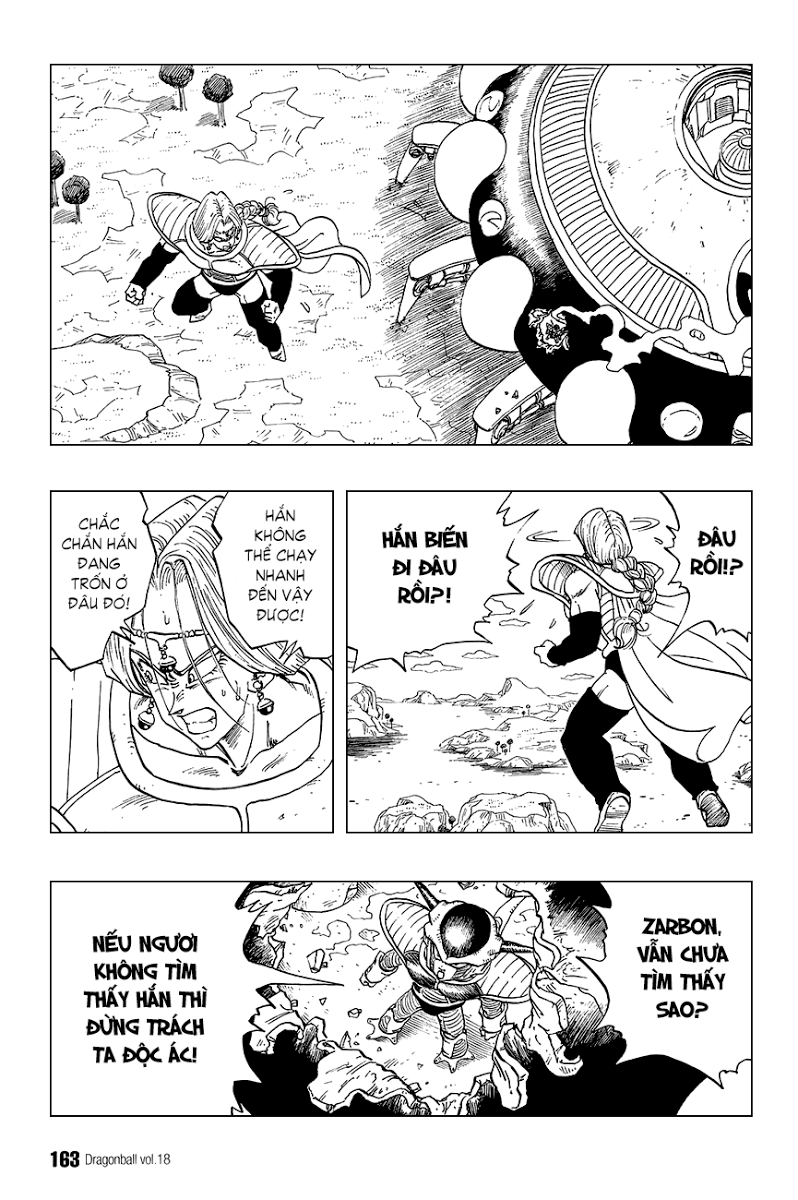 ĐÂU
RỒI!?
HẮN BIẾN
ĐI ĐÂU
RỒI?!
HẮN
KHÔNG
THỂ CHẠY
NHANH
ĐẾN VẬY
ĐƯỢC!
CHẮC
CHẮN HẮN
ĐANG
TRỐN Ở
ĐÂU ĐÓ!
ZARBON,
VẪN CHƯA
TÌM THẤY
SAO?
NẾU NGƯƠI
KHÔNG TÌM
THẤY HẮN THÌ
ĐỪNG TRÁCH
TA ĐỘC ÁC!
163 Dragonball vol.18